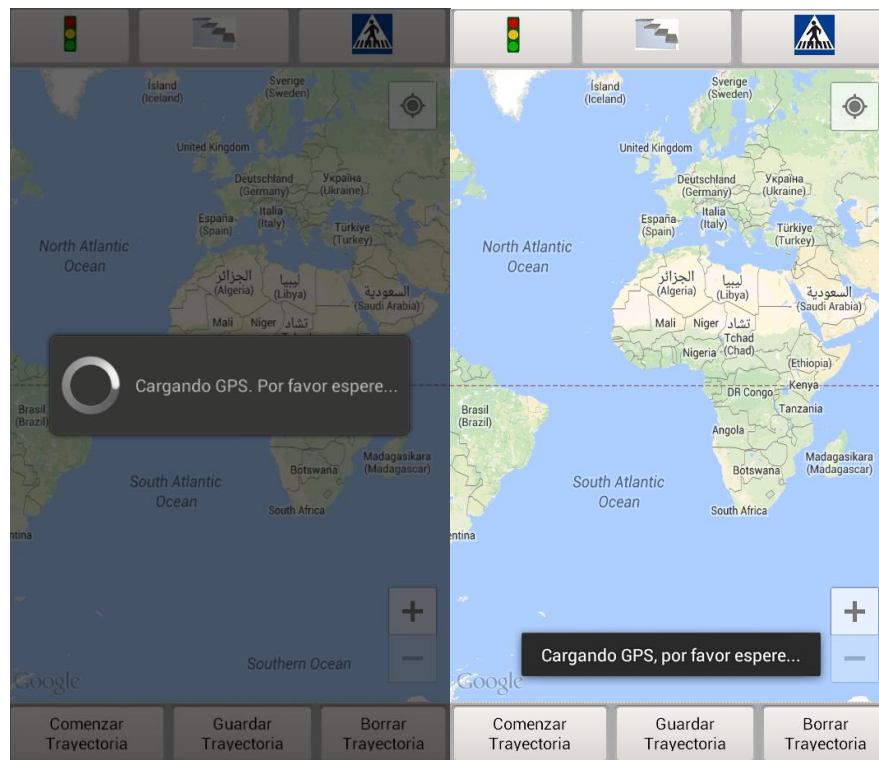 Ísland
(Iceland)
Sverige
(Sweden)
United Kingdom
Deutschland
(Germany)
Україна
(Ukraine)
España
(Spain)
Italia
(Italy)
Türkiye
(Turkey)
North Atlantic
Ocean
الجزائر
(Algeria)
ليبيا
(Libya)
السعودية
(Saudi Arabia)
Mali
Niger
تشاد
Cargando GPS. Por favor espere...
Brasil
(Brazil)
Madagasikara
(Madagascar)
Botswana
South Atlantic
Ocean
South Africa
ntina
+
−
Southern Ocean
Google
Comenzar
Trayectoria
Guardar
Trayectoria
Borrar
Trayectoria
Ísland
(Iceland)
Sverige
(Sweden)
United Kingdom
Deutschland
(Germany)
Україна
(Ukraine)
España
(Spain)
Italia
(Italy)
Türkiye
(Turkey)
North Atlantic
Ocean
الجزائر
(Algeria)
ليبيا
(Libya)
السعودية
(Saudi Arabia)
Mali
Niger
تشاد
Tchad
(Chad)
Nigeria
(Ethiopia)
DR Congo
Kenya
Brasil
(Brazil)
Tanzania
Angola
Madagasikara
(Madagascar)
Botswana
South Atlantic
Ocean
South Africa
entina
+
−
Cargando GPS, por favor espere...
Google
Comenzar
Trayectoria
Guardar
Trayectoria
Borrar
Trayectoria